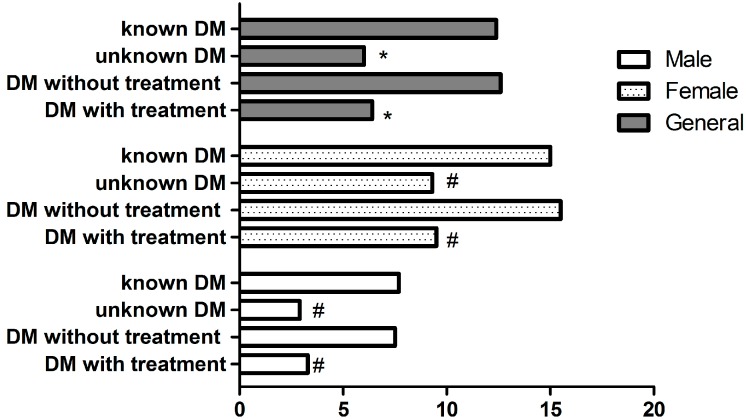 known DM
unknown DM *
DM without treatment
DM with treatment *
known DM
unknown DM #
DM without treatment
DM with treatment #
known DM
unknown DM #
DM without treatment
DM with treatment #
0 5 10 15 20
Male
Female
General